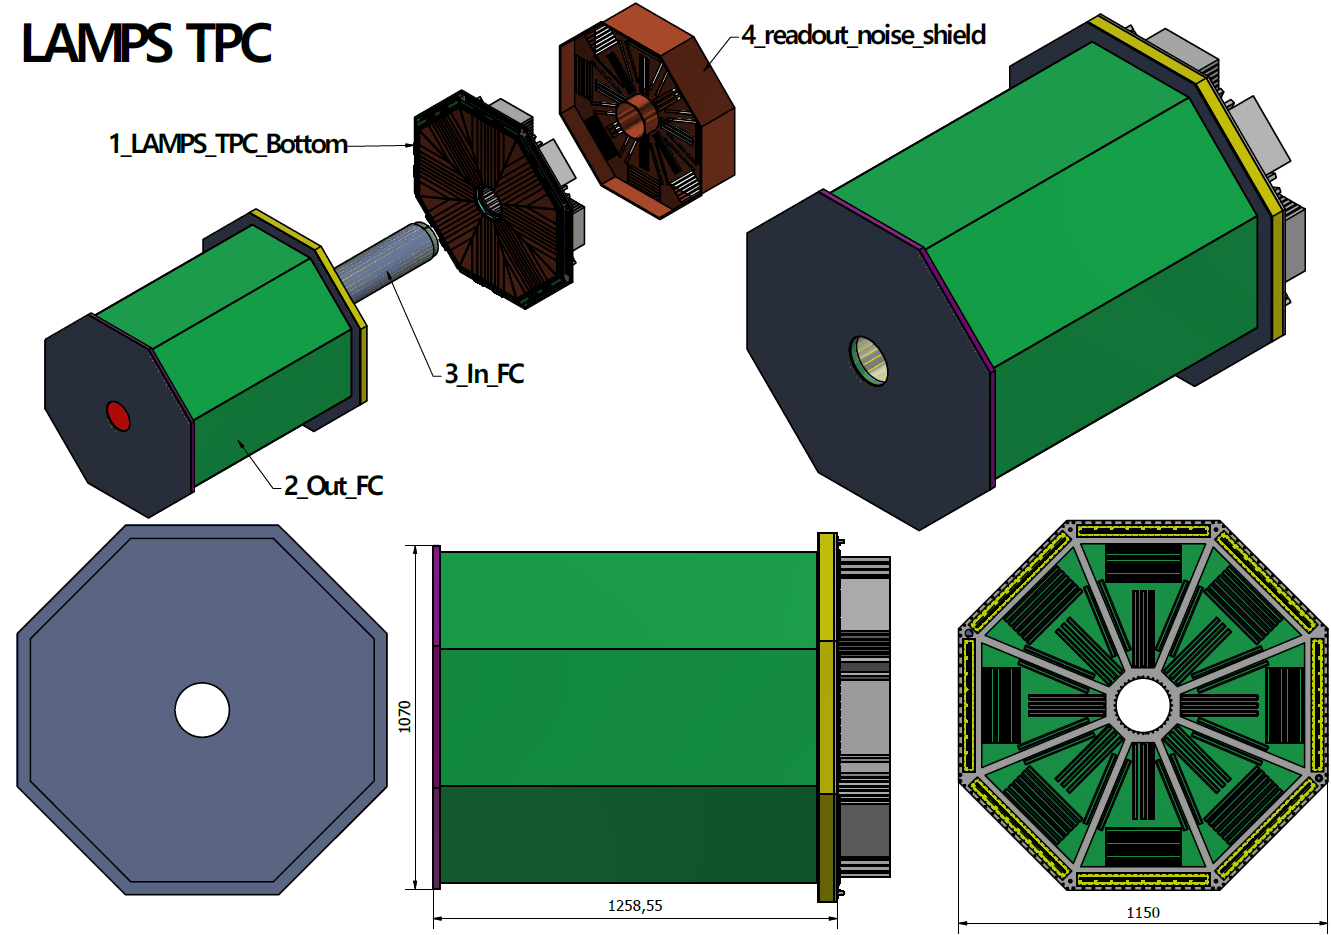 LAMPS TPC
4_readout_noise_shield
1_LAMPS_TPC_Bottom
3_In_FC
2_Out_FC
1070
1258,55
1150